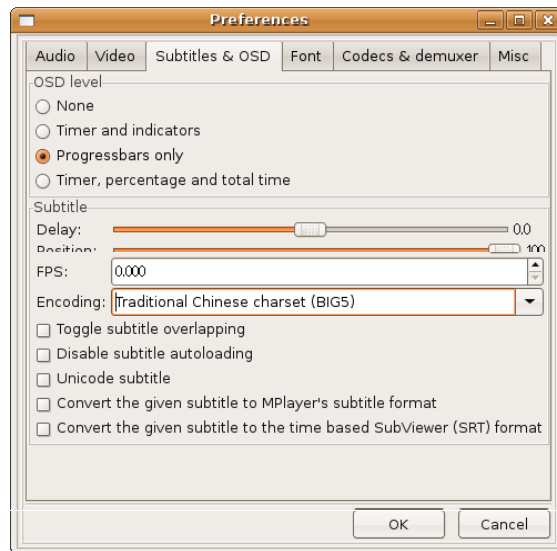 Preferences
Audio Video Subtitles & OSD Font Codecs & demuxer Misc
OSD level
None
Timer and indicators
Progressbars only
Timer, percentage and total time
Subtitle
Delay: 0.0
Position: 100
FPS: 0.000
Encoding: Traditional Chinese charset (BIG5)
Toggle subtitle overlapping
Disable subtitle autoloading
Unicode subtitle
Convert the given subtitle to MPlayer's subtitle format
Convert the given subtitle to the time based SubViewer (SRT) format
OK Cancel